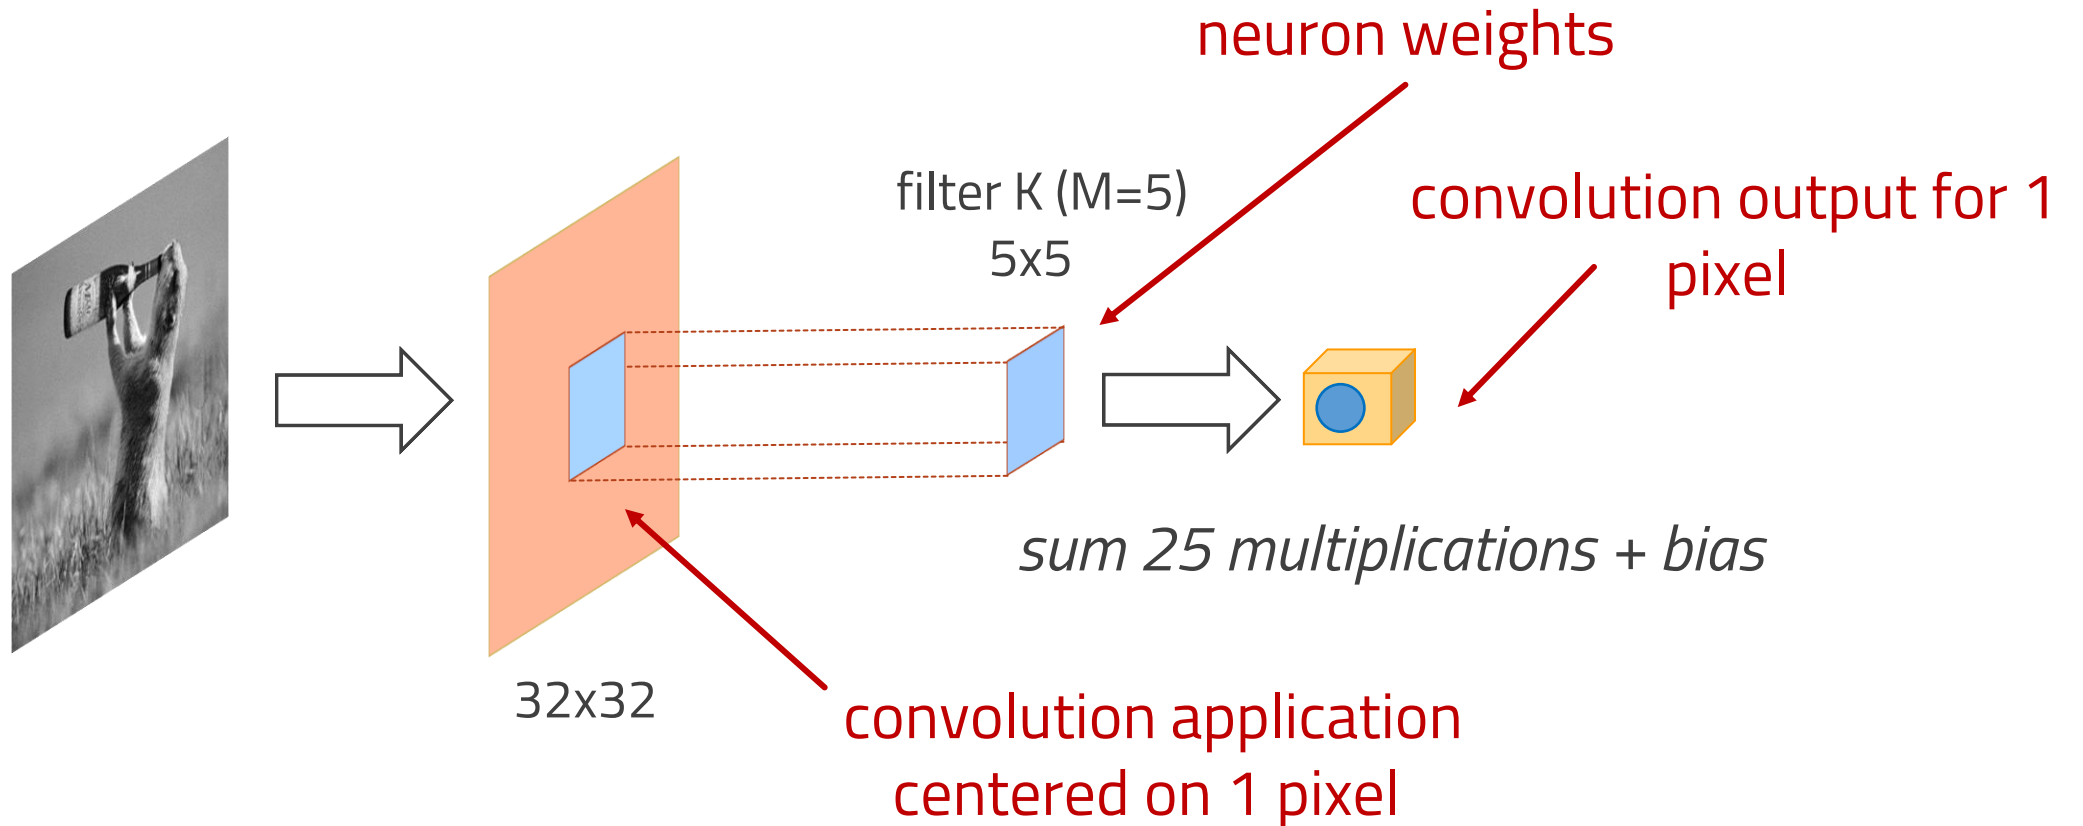 neuron weights
filter K (M=5)
5x5
convolution output for 1
pixel
sum 25 multiplications + bias
32x32
convolution application
centered on 1 pixel